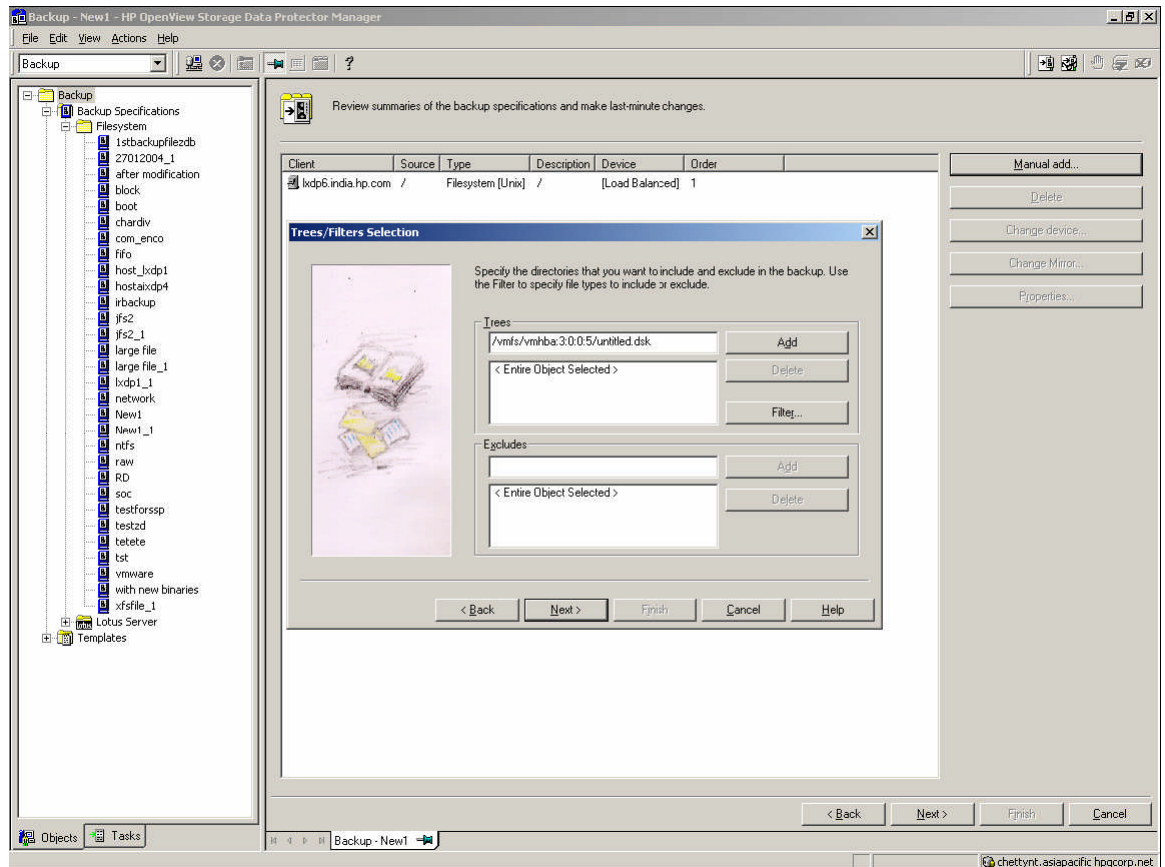 Backup - New1 - HP OpenView Storage Data Protector Manager
File Edit View Actions Help
Backup
?
Backup
Backup Specifications
Filesystem
1stbackupfilezdb
27012004_1
after modification
block
boot
chardiv
com_enco
fifo
host_lxdp1
hostaixdp4
irbackup
jfs2
jfs2_1
large file
large file_1
lxdp1_1
network
New1
New1_1
ntfs
raw
RD
soc
testforssp
testzd
tetete
tst
vmware
with new binaries
xfsfile_1
Lotus Server
Templates
Objects Tasks
Review summaries of the backup specifications and make last-minute changes.
Client Source Type Description Device Order
lxdp6.india.hp.com / Filesystem [Unix] / [Load Balanced] 1
Manual add...
Delete
Change device...
Change Mirror...
Properties...
Trees/Filters Selection
Specify the directories that you want to include and exclude in the backup. Use
the Filter to specify file types to include or exclude.
Trees
/vmfs/vmhba:3:0:0:5/untitled.dsk Add
< Entire Object Selected > Delete
Filter...
Excludes
Add
< Entire Object Selected > Delete
< Back Next > Finish Cancel Help
< Back Next > Finish Cancel
Backup - New1
chettynt.asiapacific hpqcorp.net